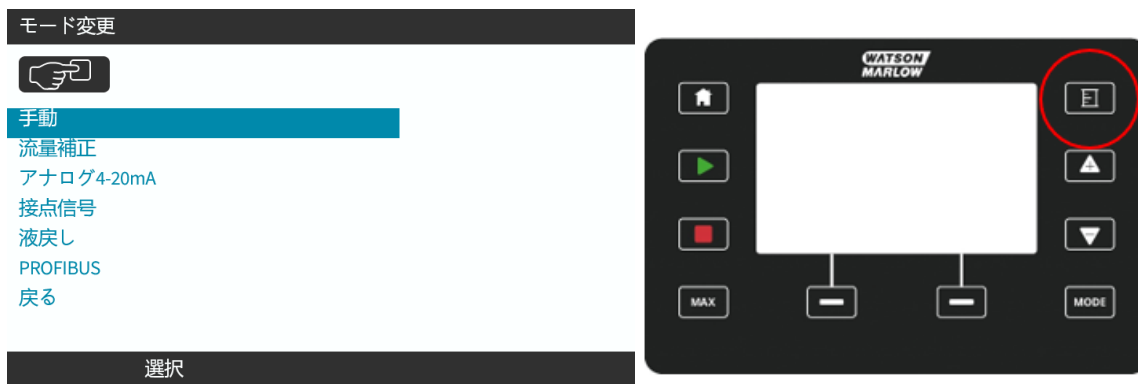 モード変更
手動
流量補正
アナログ4-20mA
接点信号
液戻し
PROFIBUS
戻る
選択
WATSON
MARLOW
MAX
MODE